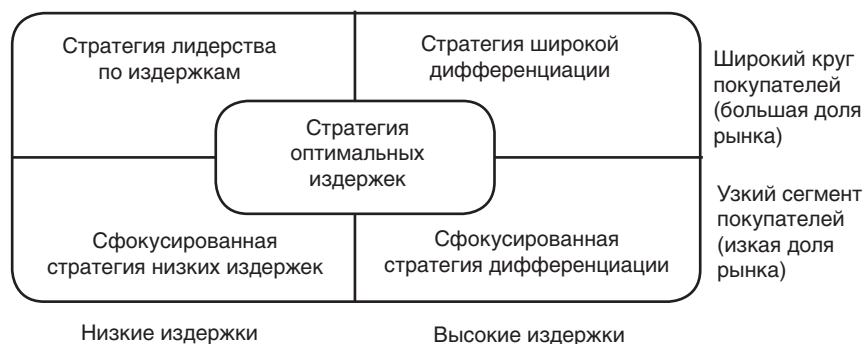 Стратегия лидерства
по издержкам
Стратегия широкой
дифференциации
Широкий круг
покупателей
(большая доля
рынка)
Стратегия
оптимальных
издержек
Сфокусированная
стратегия низких издержек
Сфокусированная
стратегия дифференциации
Узкий сегмент
покупателей
(изкая доля
рынка)
Низкие издержки
Высокие издержки